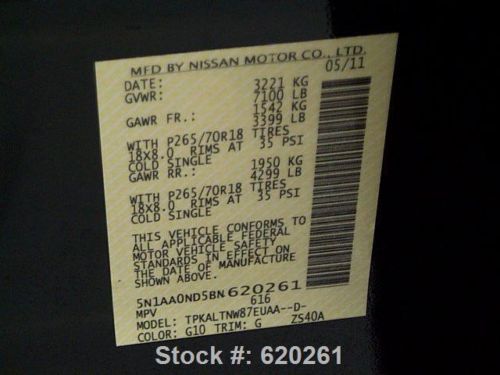 MFD BY NISSAN MOTOR CO., LTD.
DATE: 05/11
GVWR: 3221 KG
7100 LB
GAWR FR.: 1542 KG
3399 LB
WITH P265/70R18 TIRES
18x8.0 RIMS AT 35 PSI
COLD SINGLE
GAWR RR.: 1950 KG
4299 LB
WITH P265/70R18 TIRES
18x8.0 RIMS AT 35 PSI
COLD SINGLE
THIS VEHICLE CONFORMS TO
ALL APPLICABLE FEDERAL
MOTOR VEHICLE SAFETY
STANDARDS IN EFFECT ON
THE DATE OF MANUFACTURE
SHOWN ABOVE.
5N1AA0ND5BN620261
MPV 616
MODEL: TPKALTNW87EUAA--D-
COLOR: G10 TRIM: G ZS40A
Stock #: 620261